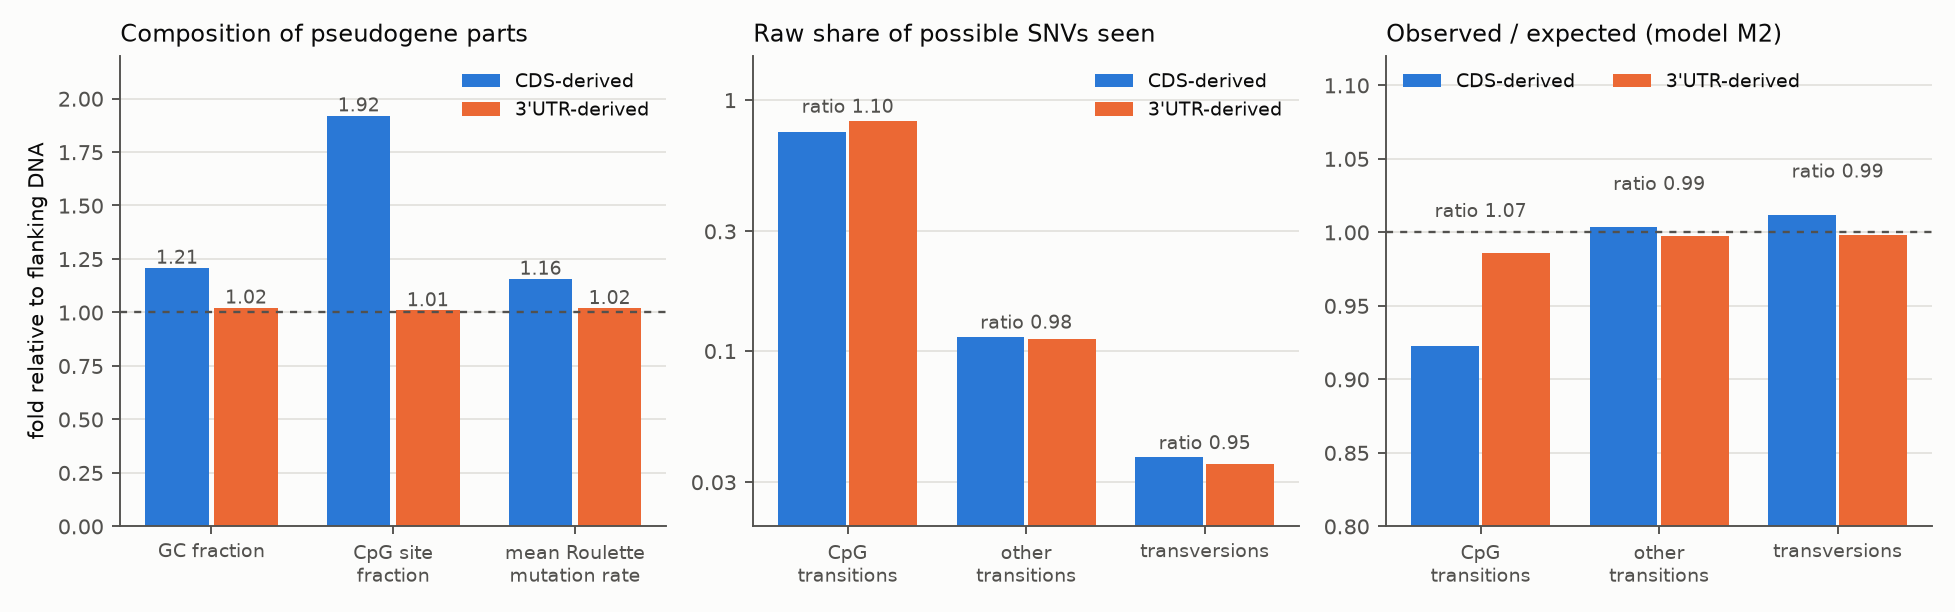 Composition of pseudogene parts
CDS-derived
3'UTR-derived
fold relative to flanking DNA
2.00
1.75
1.50
1.25
1.00
0.75
0.50
0.25
0.00
1.21
1.02
1.92
1.01
1.16
1.02
GC fraction
CpG site
fraction
mean Roulette
mutation rate
Raw share of possible SNVs seen
CDS-derived
3'UTR-derived
1
0.3
0.1
0.03
ratio 1.10
ratio 0.98
ratio 0.95
CpG
transitions
other
transitions
transversions
Observed / expected (model M2)
CDS-derived
3'UTR-derived
1.10
1.05
1.00
0.95
0.90
0.85
0.80
ratio 1.07
ratio 0.99
ratio 0.99
CpG
transitions
other
transitions
transversions